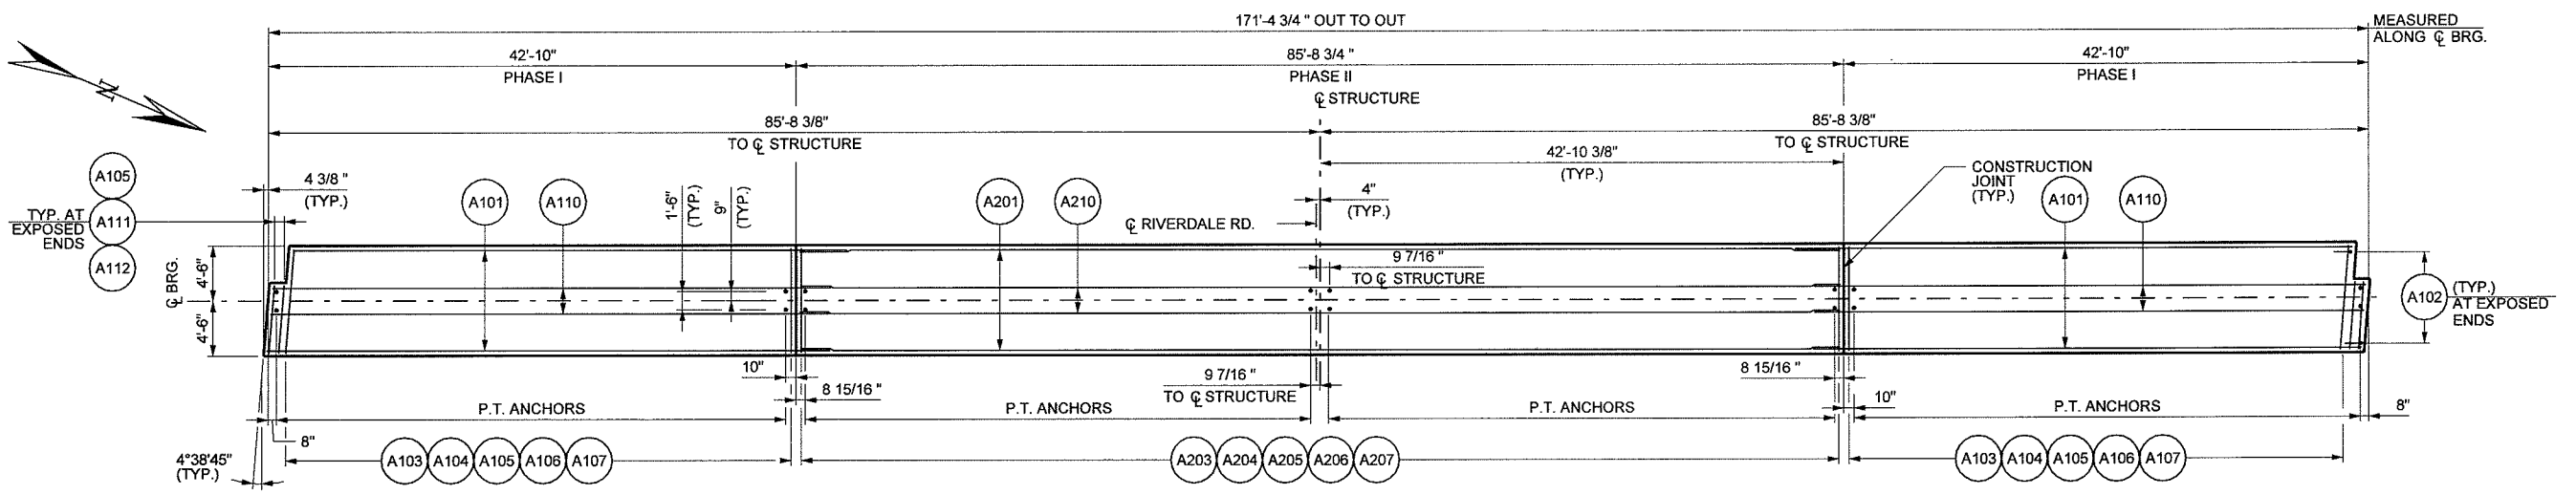 171'-4 3/4" OUT TO OUT
MEASURED
ALONG ℄ BRG.
42'-10"
PHASE I
85'-8 3/4"
PHASE II
42'-10"
PHASE I
℄ STRUCTURE
N
85'-8 3/8"
TO ℄ STRUCTURE
85'-8 3/8"
TO ℄ STRUCTURE
42'-10 3/8"
(TYP.)
CONSTRUCTION
JOINT
(TYP.)
A105
A111
A112
TYP. AT
EXPOSED
ENDS
4 3/8"
(TYP.)
A101
A110
1'-6"
(TYP.)
9"
(TYP.)
A201
A210
4"
(TYP.)
℄ RIVERDALE RD.
A101
A110
℄ BRG.
4'-6"
4'-6"
9 7/16"
TO ℄ STRUCTURE
A102
(TYP.)
AT EXPOSED
ENDS
10"
8 15/16"
9 7/16"
TO ℄ STRUCTURE
8 15/16"
10"
P.T. ANCHORS
P.T. ANCHORS
P.T. ANCHORS
P.T. ANCHORS
8"
8"
4°38'45"
(TYP.)
A103 A104 A105 A106 A107
A203 A204 A205 A206 A207
A103 A104 A105 A106 A107